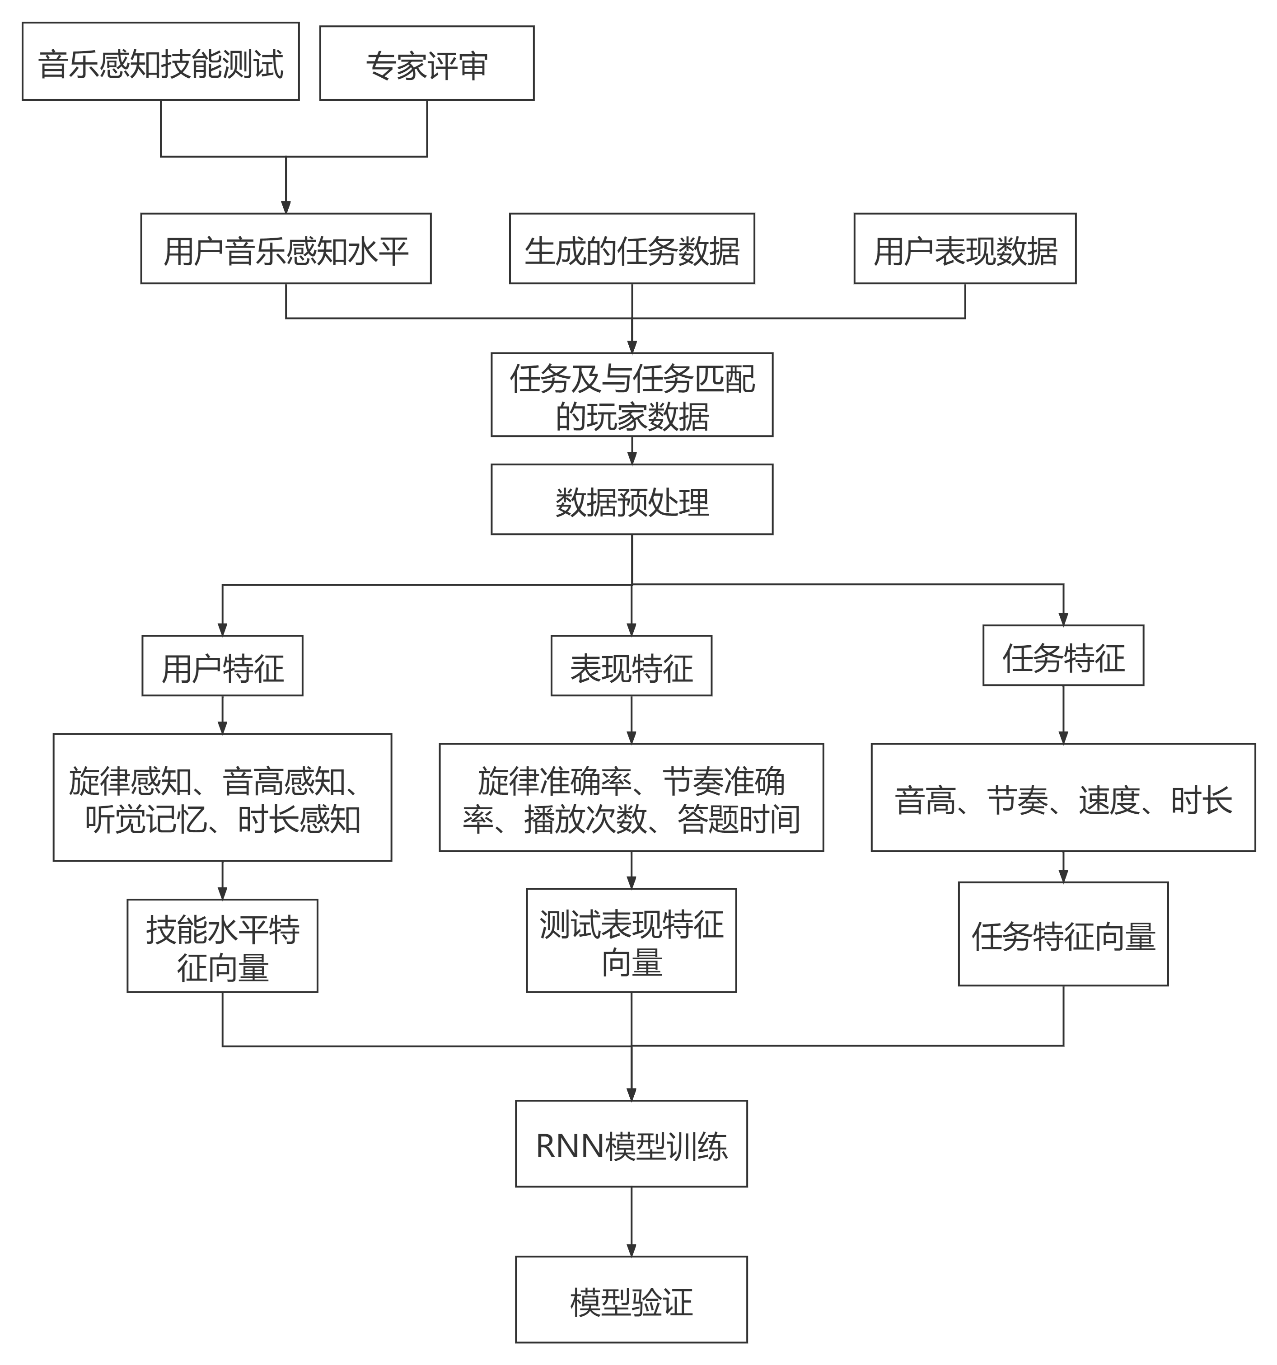 音乐感知技能测试
专家评审
用户音乐感知水平
生成的任务数据
用户表现数据
任务及与任务匹配
的玩家数据
数据预处理
用户特征
表现特征
任务特征
旋律感知、音高感知、
听觉记忆、时长感知
旋律准确率、节奏准确
率、播放次数、答题时间
音高、节奏、速度、时长
技能水平特
征向量
测试表现特征
向量
任务特征向量
RNN模型训练
模型验证